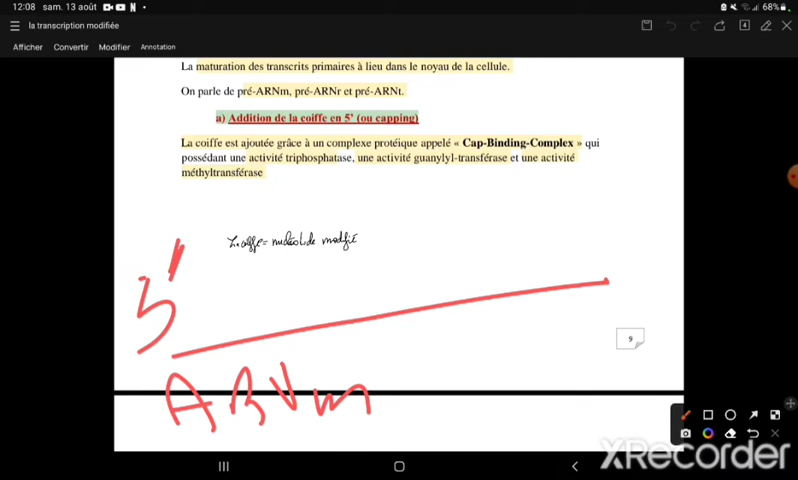 12:08 sam. 13 août
68%
la transcription modifiée
4
Afficher Convertir Modifier Annotation
La maturation des transcrits primaires à lieu dans le noyau de la cellule.
On parle de pré-ARNm, pré-ARNr et pré-ARNt.
a) Addition de la coiffe en 5' (ou capping)
La coiffe est ajoutée grâce à un complexe protéique appelé « Cap-Binding-Complex » qui
possédant une activité triphosphatase, une activité guanylyl-transférase et une activité
méthyltransférase
modifié
5'
9
ARNm
XRecorder